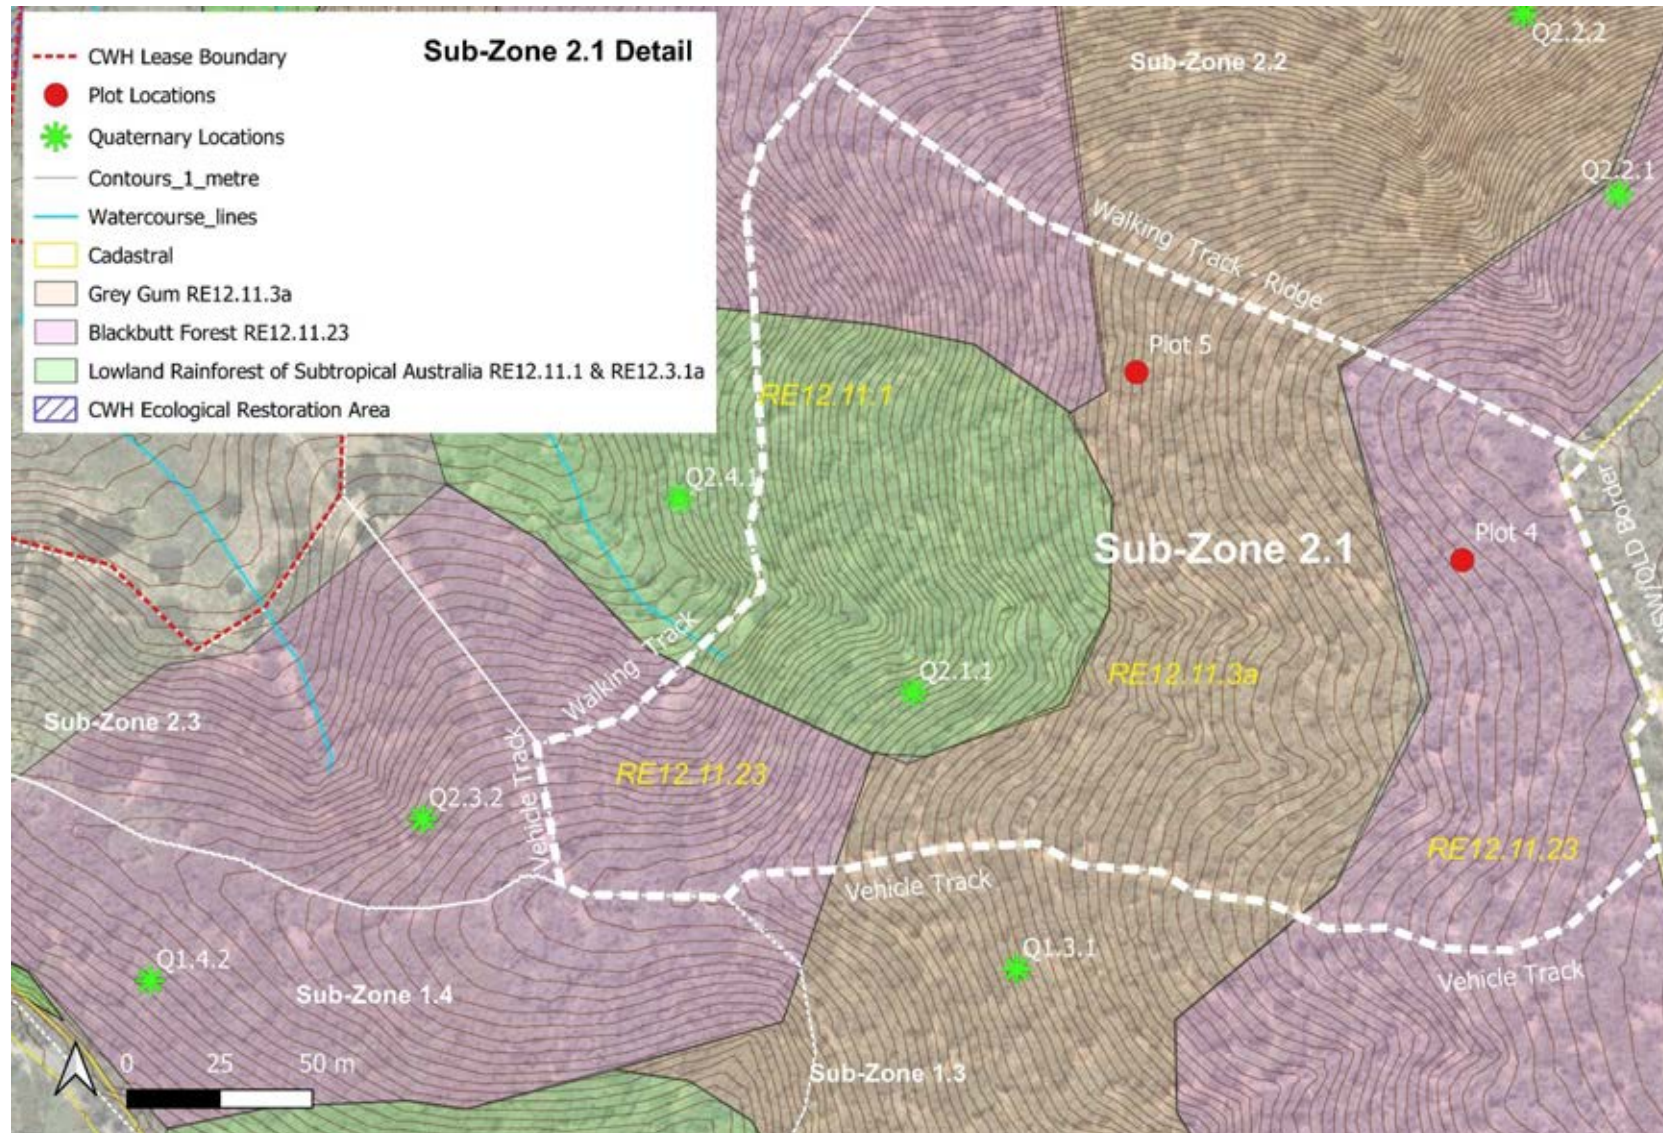 Sub-Zone 2.1 Detail
CWH Lease Boundary
Plot Locations
Quaternary Locations
Contours_1_metre
Watercourse_lines
Cadastral
Grey Gum RE12.11.3a
Blackbutt Forest RE12.11.23
Lowland Rainforest of Subtropical Australia RE12.11.1 & RE12.3.1a
CWH Ecological Restoration Area
Q2.2.2
Sub-Zone 2.2
Q2.2.1
Walking Track - Ridge
Plot 5
RE12.11.1
Q2.4.1
NSW/QLD Border
Sub-Zone 2.1
Plot 4
Walking Track
Q2.1.1
RE12.11.3a
Sub-Zone 2.3
Vehicle Track
RE12.11.23
Q2.3.2
RE12.11.23
Vehicle Track
Q1.4.2
Q1.3.1
Vehicle Track
Sub-Zone 1.4
Sub-Zone 1.3
0 25 50 m